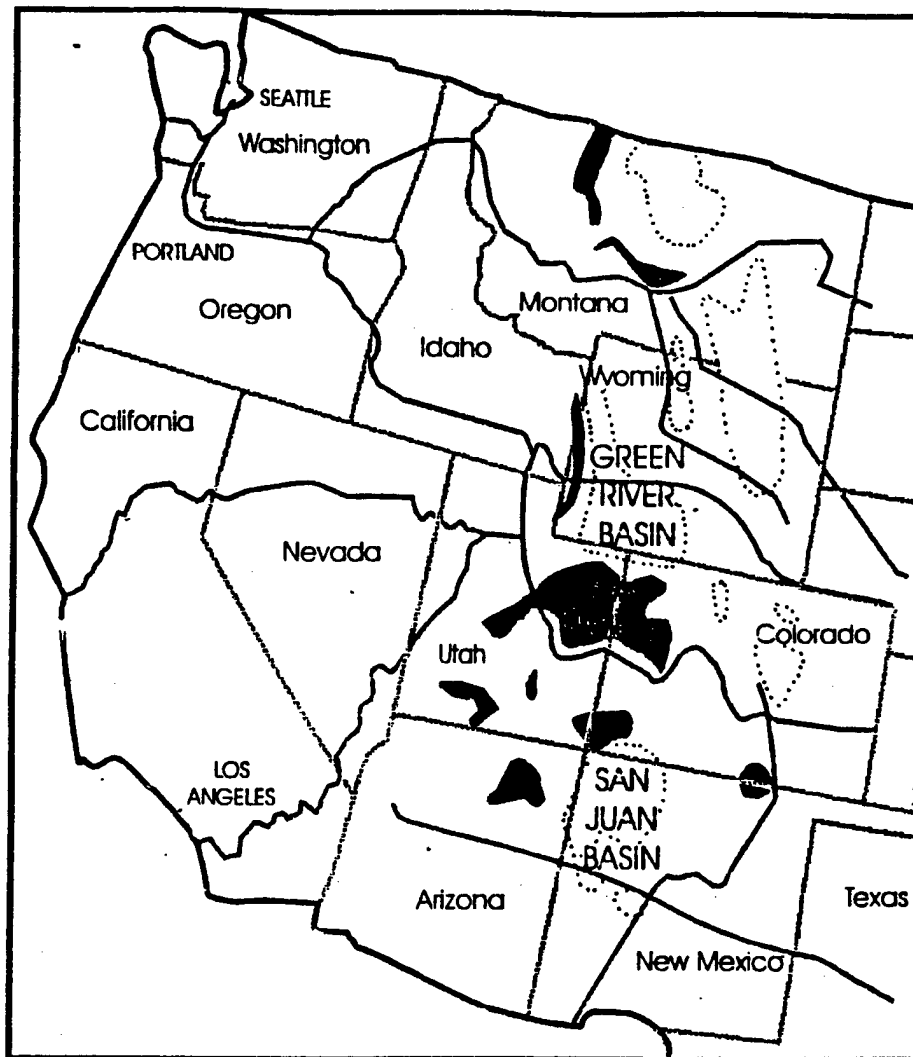 SEATTLE
Washington
PORTLAND
Oregon
Montana
Idaho
Wyoming
California
GREEN
RIVER
BASIN
Nevada
Colorado
Utah
LOS
ANGELES
SAN
JUAN
BASIN
Arizona
Texas
New Mexico